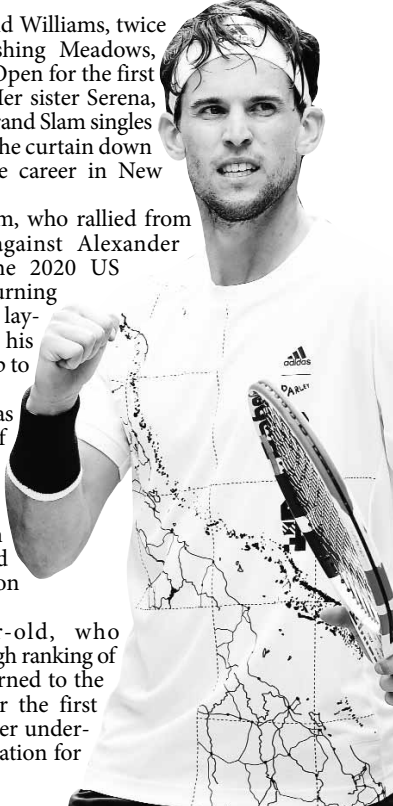 d Williams, twice
shing Meadows,
Open for the first
Her sister Serena,
rand Slam singles
he curtain down
e career in New
m, who rallied from
against Alexander
he 2020 US
urning
lay-
his
to
as
f
n
d
on
r-old, who
gh ranking of
rned to the
r the first
er under-
ation for
adidas
DARLEY